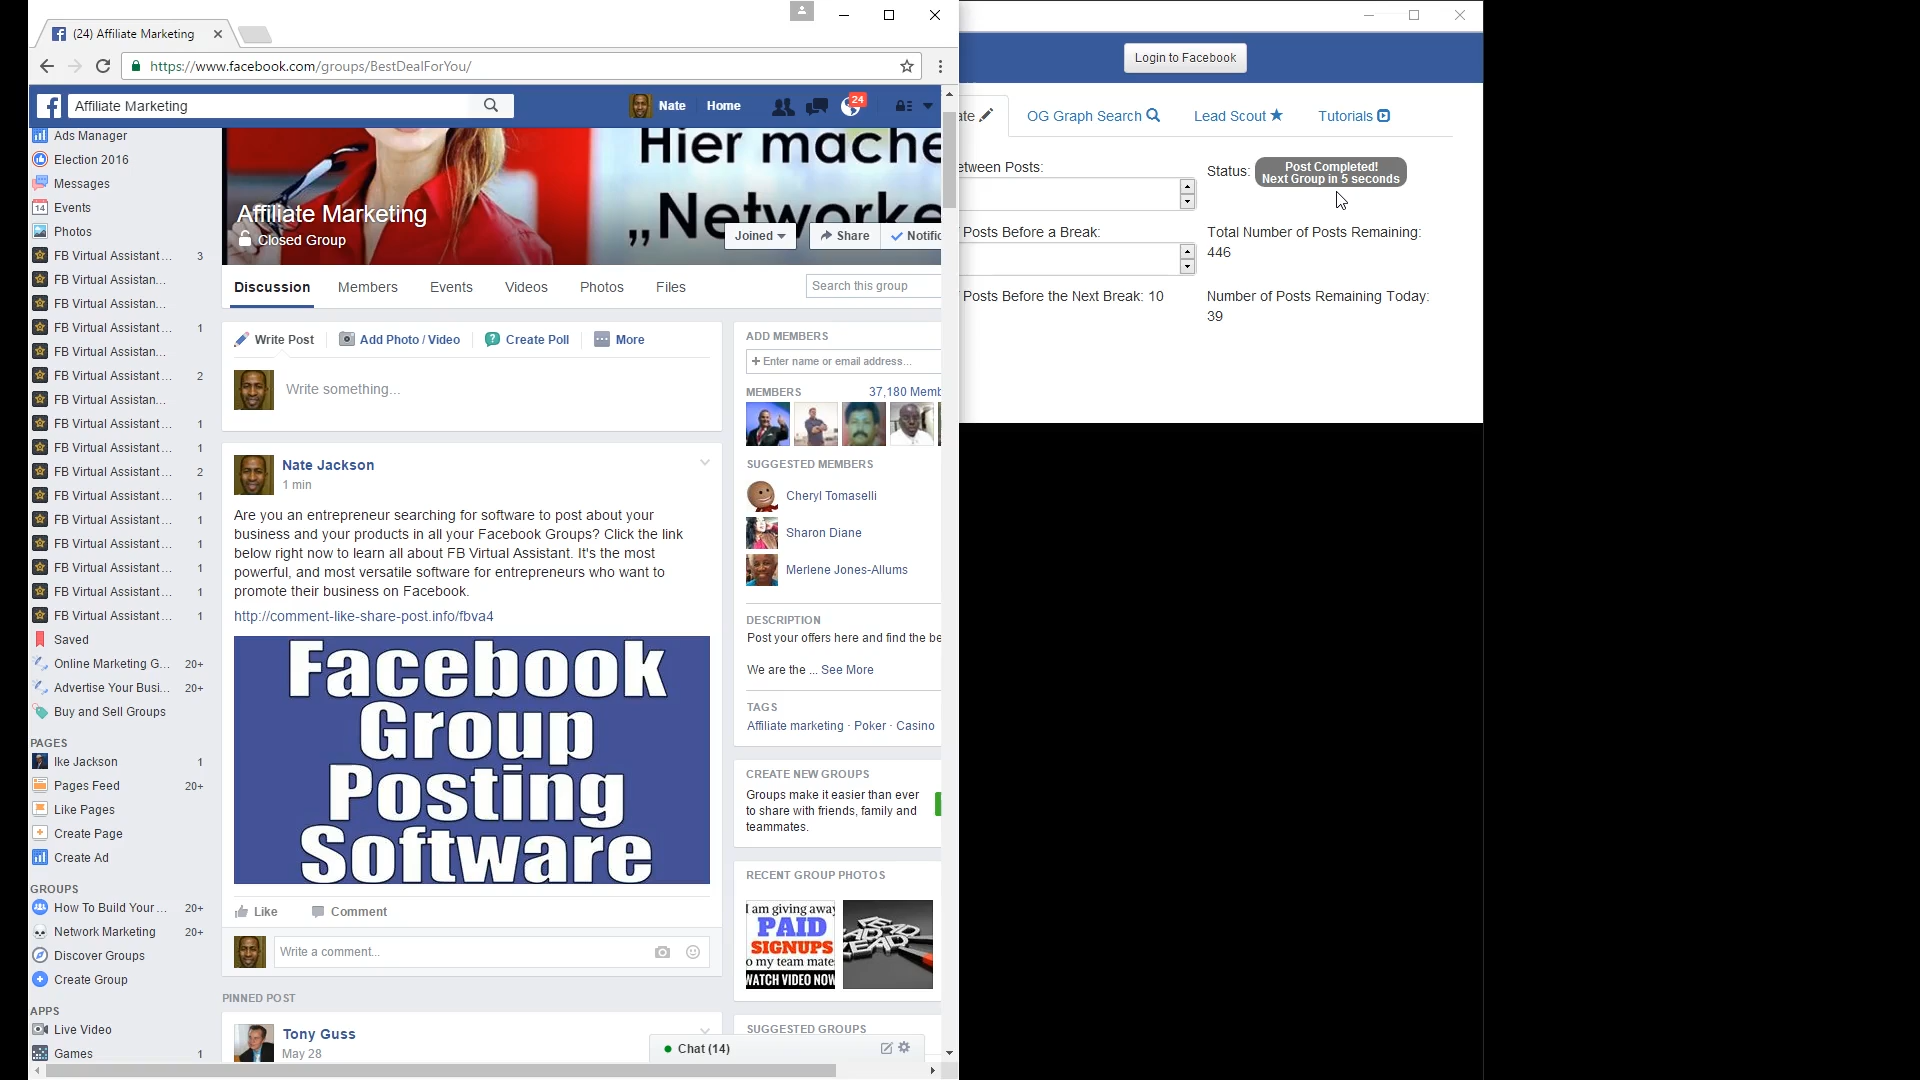 (24) Affiliate Marketing
https://www.facebook.com/groups/BestDealForYou/
Affiliate Marketing
Nate
Home
24
Ads Manager
Election 2016
Messages
14
Events
Photos
FB Virtual Assistant... 3
FB Virtual Assistan...
FB Virtual Assistan...
FB Virtual Assistant... 1
FB Virtual Assistan...
FB Virtual Assistant... 2
FB Virtual Assistan...
FB Virtual Assistant... 1
FB Virtual Assistant... 1
FB Virtual Assistant... 2
FB Virtual Assistant... 1
FB Virtual Assistant... 1
FB Virtual Assistant... 1
FB Virtual Assistant... 1
FB Virtual Assistant... 1
FB Virtual Assistant... 1
Saved
Online Marketing G... 20+
Advertise Your Busi... 20+
Buy and Sell Groups
PAGES
Ike Jackson 1
Pages Feed 20+
Like Pages
Create Page
Create Ad
GROUPS
How To Build Your ... 20+
Network Marketing 20+
Discover Groups
Create Group
APPS
Live Video
Games 1
Hier mache
„Networke
Affiliate Marketing
Closed Group
Joined
Share
Notific
Discussion Members Events Videos Photos Files
Search this group
Write Post
Add Photo / Video
Create Poll
More
Write something...
Nate Jackson
1 min
Are you an entrepreneur searching for software to post about your
business and your products in all your Facebook Groups? Click the link
below right now to learn all about FB Virtual Assistant. It's the most
powerful, and most versatile software for entrepreneurs who want to
promote their business on Facebook.
http://comment-like-share-post.info/fbva4
Facebook
Group
Posting
Software
Like
Comment
Write a comment...
PINNED POST
Tony Guss
May 28
ADD MEMBERS
+ Enter name or email address...
MEMBERS 37,180 Memb
SUGGESTED MEMBERS
Cheryl Tomaselli
Sharon Diane
Merlene Jones-Allums
DESCRIPTION
Post your offers here and find the be
We are the ... See More
TAGS
Affiliate marketing · Poker · Casino
CREATE NEW GROUPS
Groups make it easier than ever
to share with friends, family and
teammates.
RECENT GROUP PHOTOS
I am giving away
PAID
SIGNUPS
o my team mate
WATCH VIDEO NOW
SUGGESTED GROUPS
Chat (14)
Login to Facebook
ate
OG Graph Search
Lead Scout
Tutorials
etween Posts:
Posts Before a Break:
Posts Before the Next Break: 10
Status:
Post Completed!
Next Group in 5 seconds
Total Number of Posts Remaining:
446
Number of Posts Remaining Today:
39